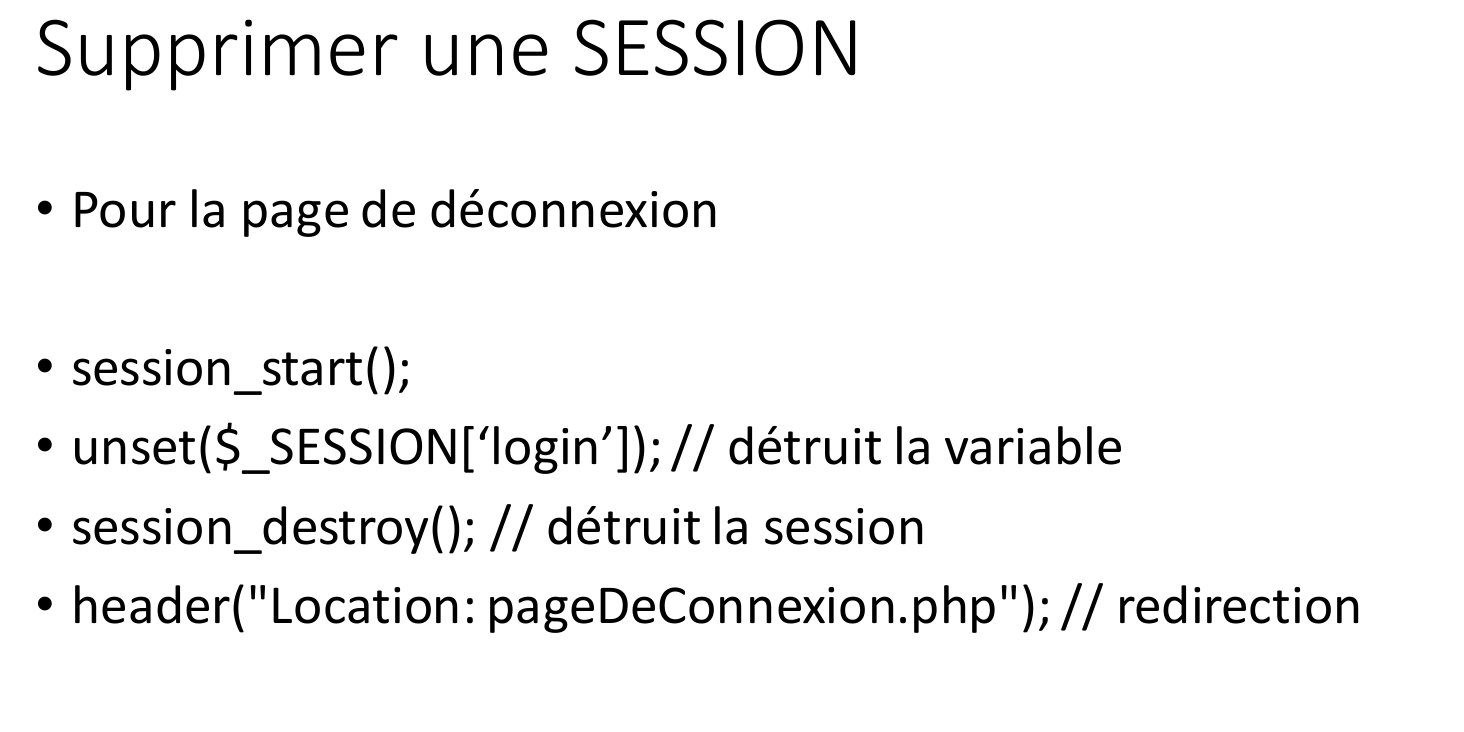 Supprimer une SESSION
• Pour la page de déconnexion
• session_start();
• unset($_SESSION[‘login’]); // détruit la variable
• session_destroy(); // détruit la session
• header("Location: pageDeConnexion.php"); // redirection